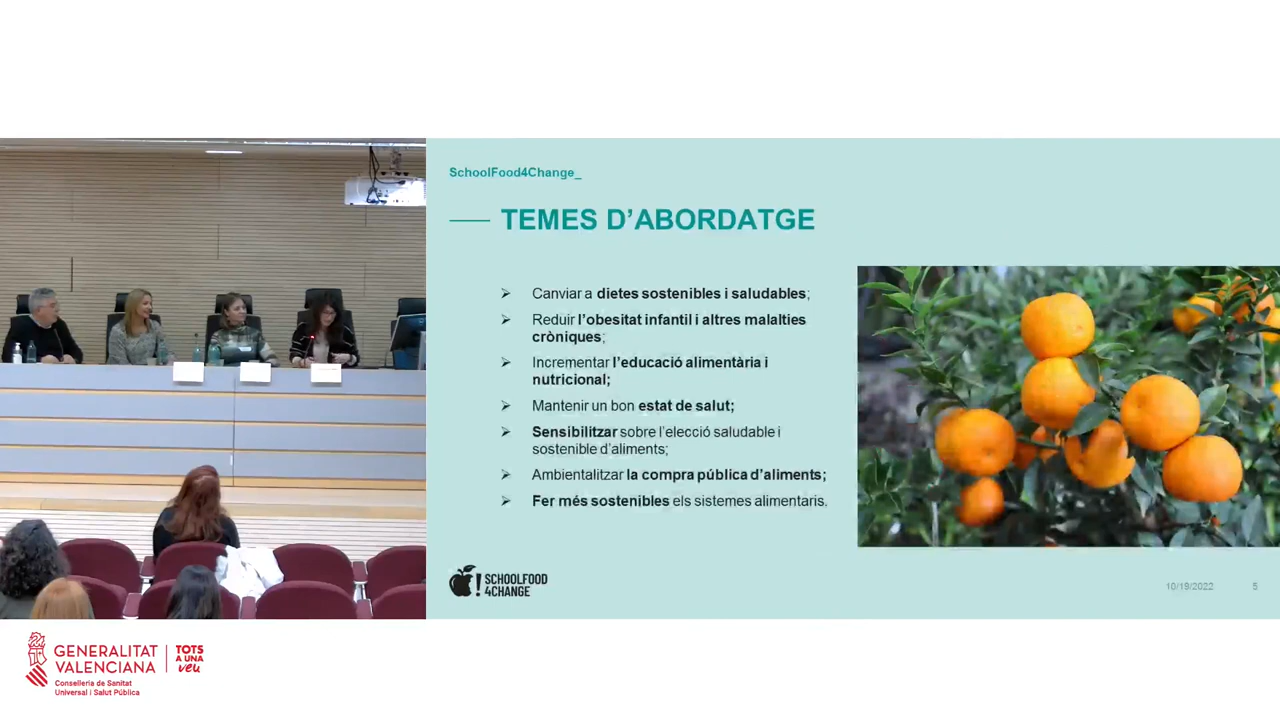 SchoolFood4Change_
TEMES D’ABORDATGE
Canviar a dietes sostenibles i saludables;
Reduir l’obesitat infantil i altres malalties
cròniques;
Incrementar l’educació alimentària i
nutricional;
Mantenir un bon estat de salut;
Sensibilitzar sobre l’elecció saludable i
sostenible d’aliments;
Ambientalitzar la compra pública d’aliments;
Fer més sostenibles els sistemes alimentaris.
SCHOOLFOOD
4CHANGE
10/19/2022
5
GENERALITAT
VALENCIANA
Conselleria de Sanitat
Universal i Salut Pública
TOTS
A UNA
veu